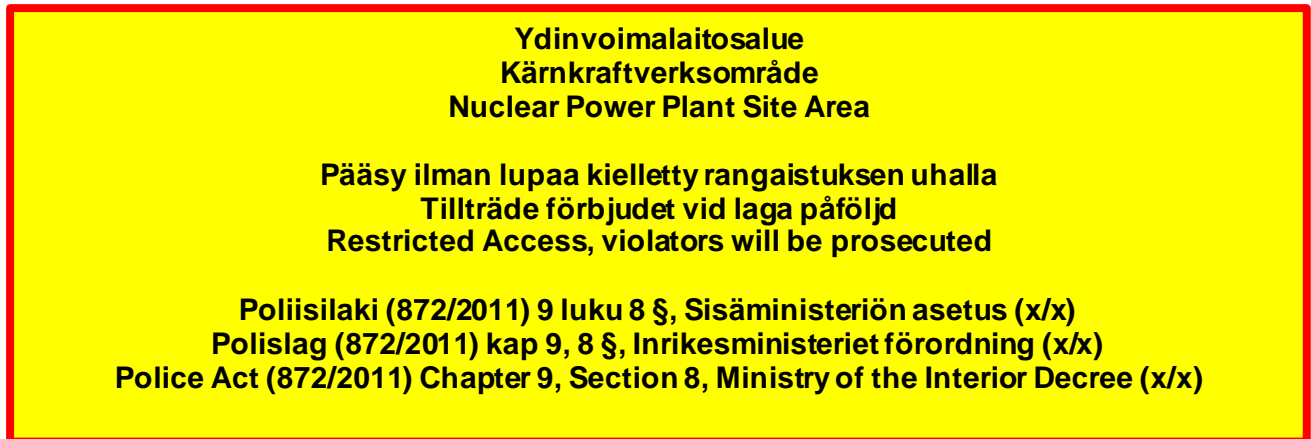 Ydinvoimalaitosalue
Kärnkraftverksområde
Nuclear Power Plant Site Area
Pääsy ilman lupaa kielletty rangaistuksen uhalla
Tillträde förbjudet vid laga påföljd
Restricted Access, violators will be prosecuted
Poliisilaki (872/2011) 9 luku 8 §, Sisäministeriön asetus (x/x)
Polislag (872/2011) kap 9, 8 §, Inrikesministeriet förordning (x/x)
Police Act (872/2011) Chapter 9, Section 8, Ministry of the Interior Decree (x/x)